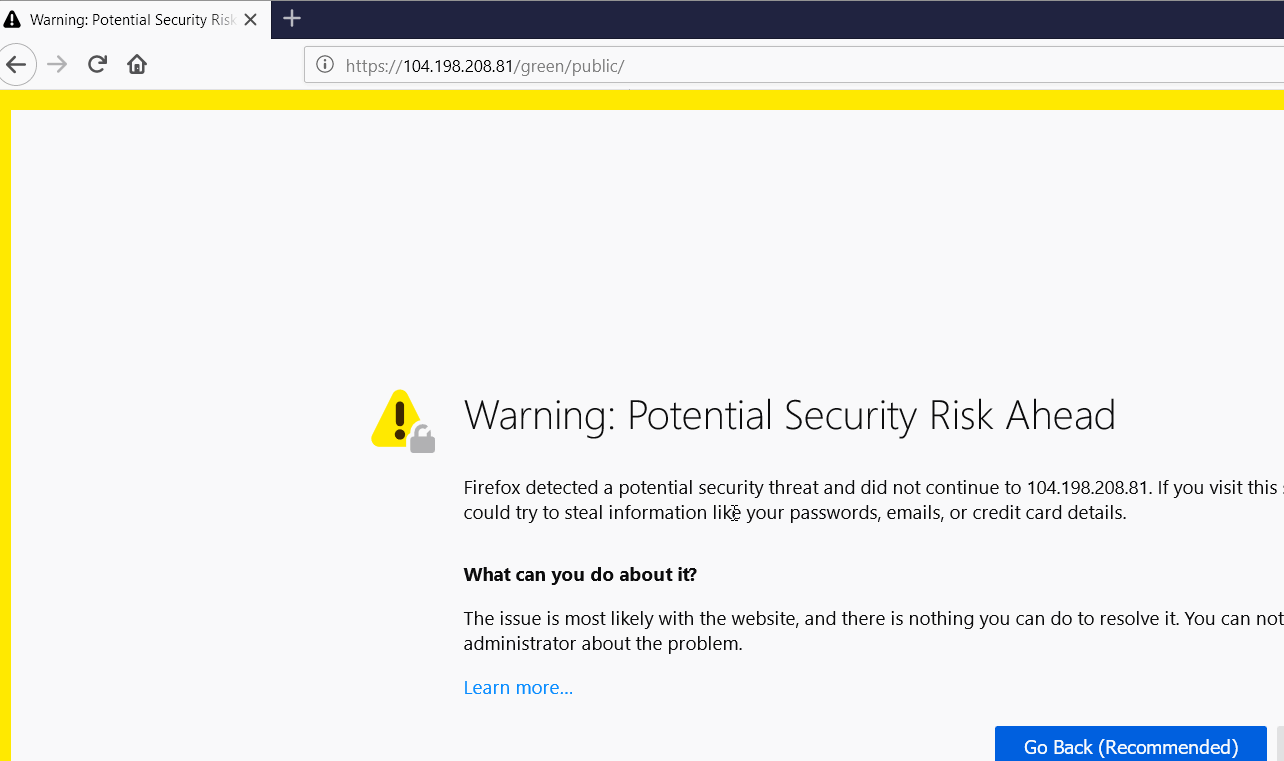 Warning: Potential Security Risk
https://104.198.208.81/green/public/
Warning: Potential Security Risk Ahead
Firefox detected a potential security threat and did not continue to 104.198.208.81. If you visit this
could try to steal information like your passwords, emails, or credit card details.
What can you do about it?
The issue is most likely with the website, and there is nothing you can do to resolve it. You can not
administrator about the problem.
Learn more...
Go Back (Recommended)